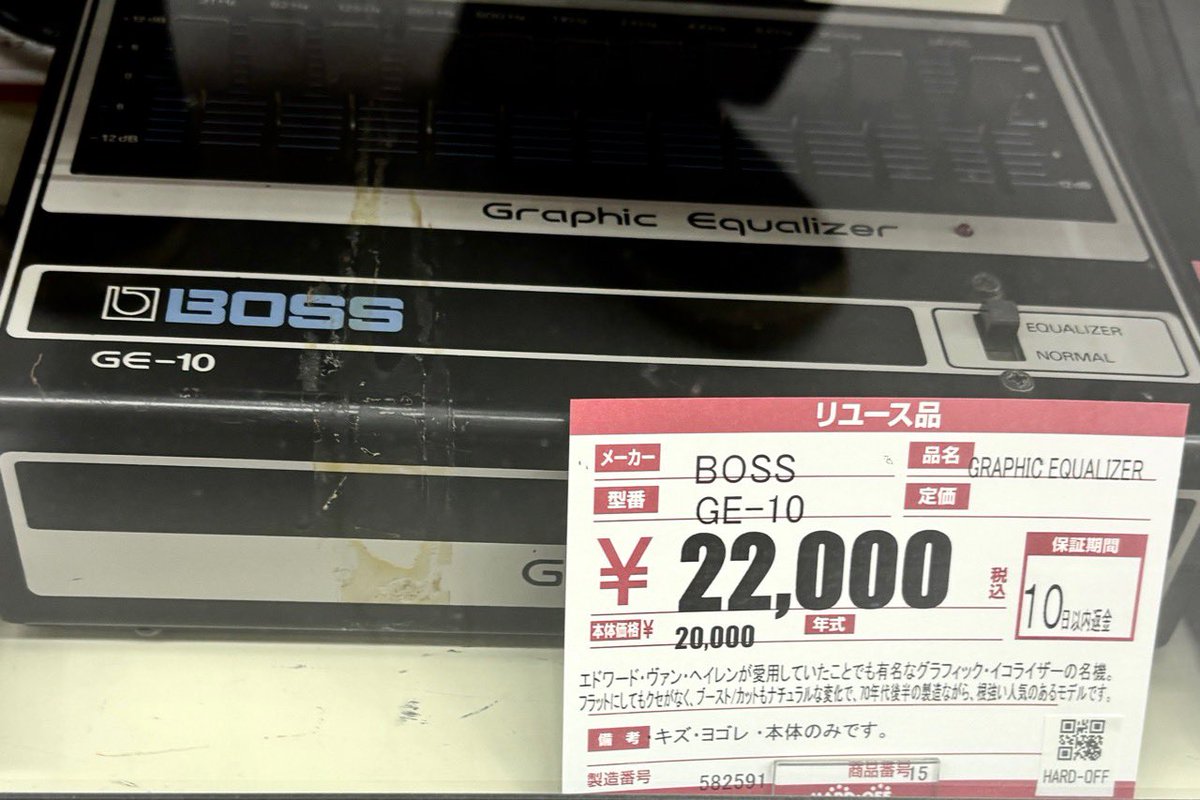 -12dB
-12dB
Graphic Equalizer
BOSS
GE-10
EQUALIZER
NORMAL
G
リユース品
メーカー BOSS
品名 GRAPHIC EQUALIZER
型番 GE-10
定価
¥22,000 税込
保証期間
10日以内返金
本体価格¥ 20,000
年式
エドワード・ヴァン・ヘイレンが愛用していたことでも有名なグラフィック・イコライザーの名機。
フラットにしてもクセがなく、ブースト/カットもナチュラルな変化で、70年代後半の製造ながら、根強い人気のあるモデルです。
備考 ・キズ・ヨゴレ ・本体のみです。
HARD-OFF
製造番号 582591
商品番号 15
HARD-OFF